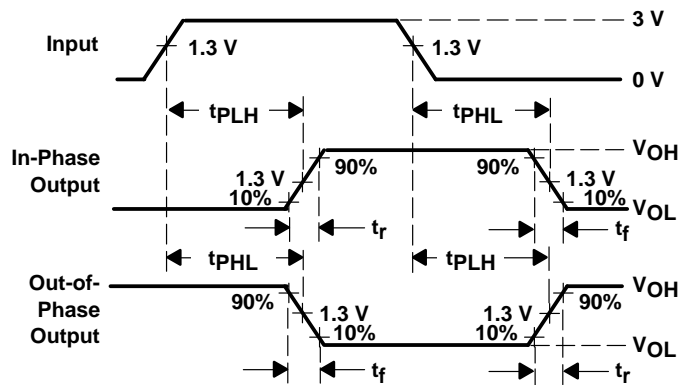 3 V
Input
1.3 V
1.3 V
0 V
tPLH
tPHL
In-Phase
Output
VOH
90%
90%
1.3 V
1.3 V
10%
10%
VOL
tr
tf
tPHL
tPLH
Out-of-
Phase
Output
VOH
90%
90%
1.3 V
1.3 V
10%
10%
VOL
tf
tr